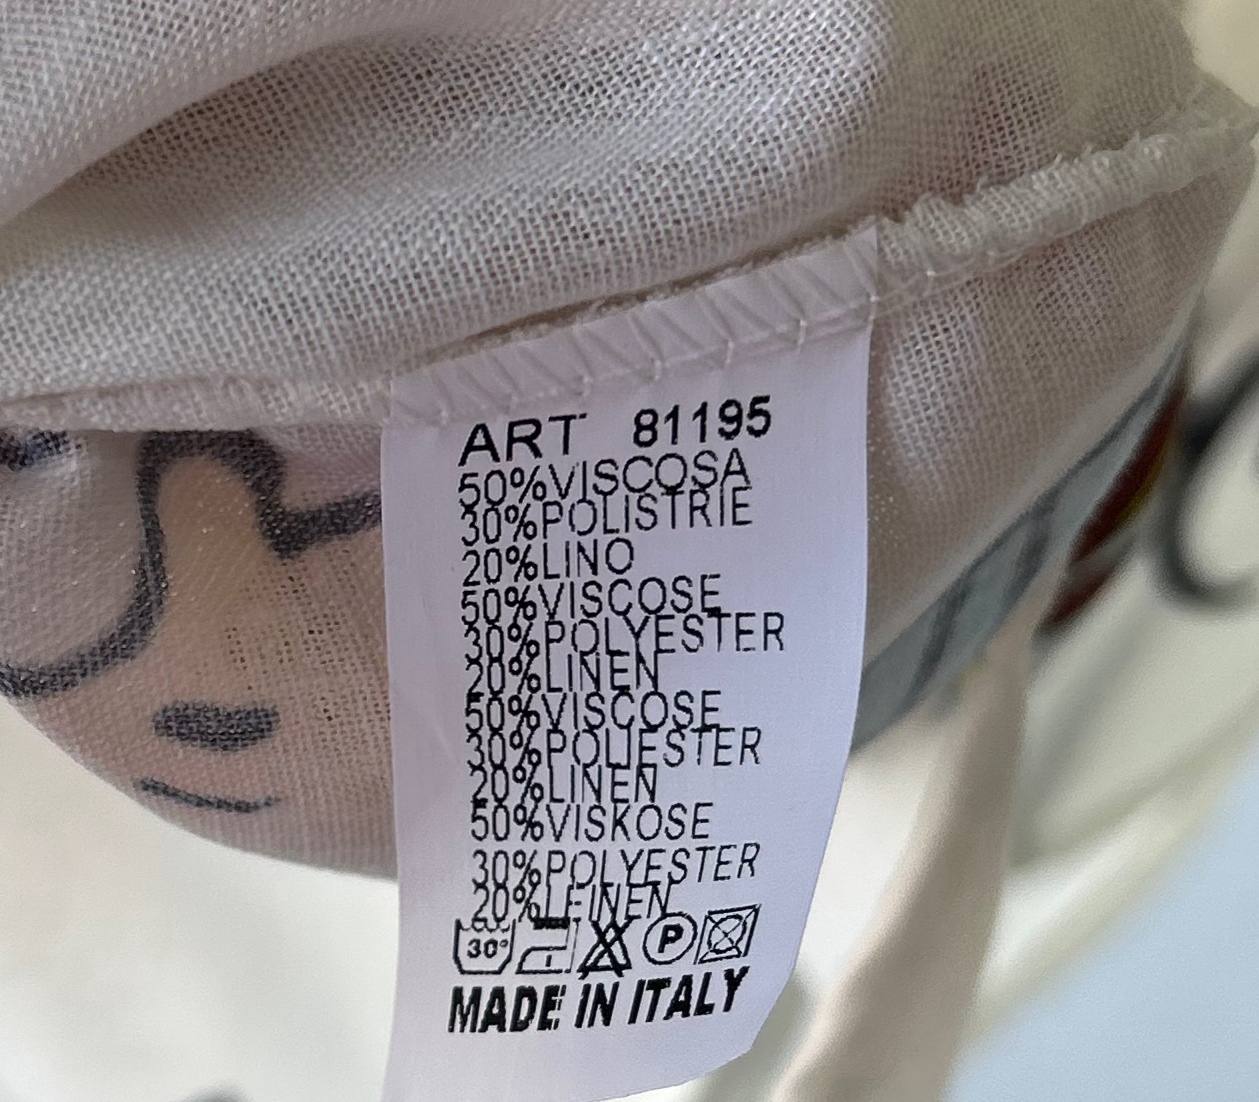 ART 81195
50%VISCOSA
30%POLISTRIE
20%LINO
50%VISCOSE
30%POLYESTER
20%LINEN
50%VISCOSE
30%POLIESTER
20%LINEN
50%VISKOSE
30%POLYESTER
20%LEINEN
30° P
MADE IN ITALY